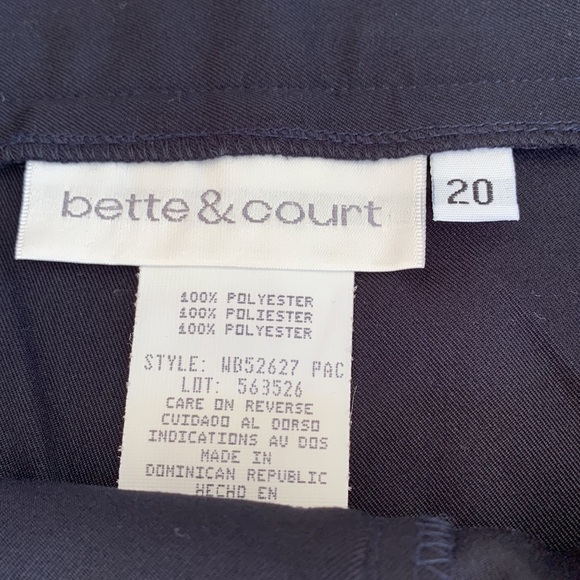 bette & court
20
100% POLYESTER
100% POLIESTER
100% POLYESTER
STYLE: WB52627 PAC
LOT: 563526
CARE ON REVERSE
CUIDADO AL DORSO
INDICATIONS AU DOS
MADE IN
DOMINICAN REPUBLIC
HECHO EN